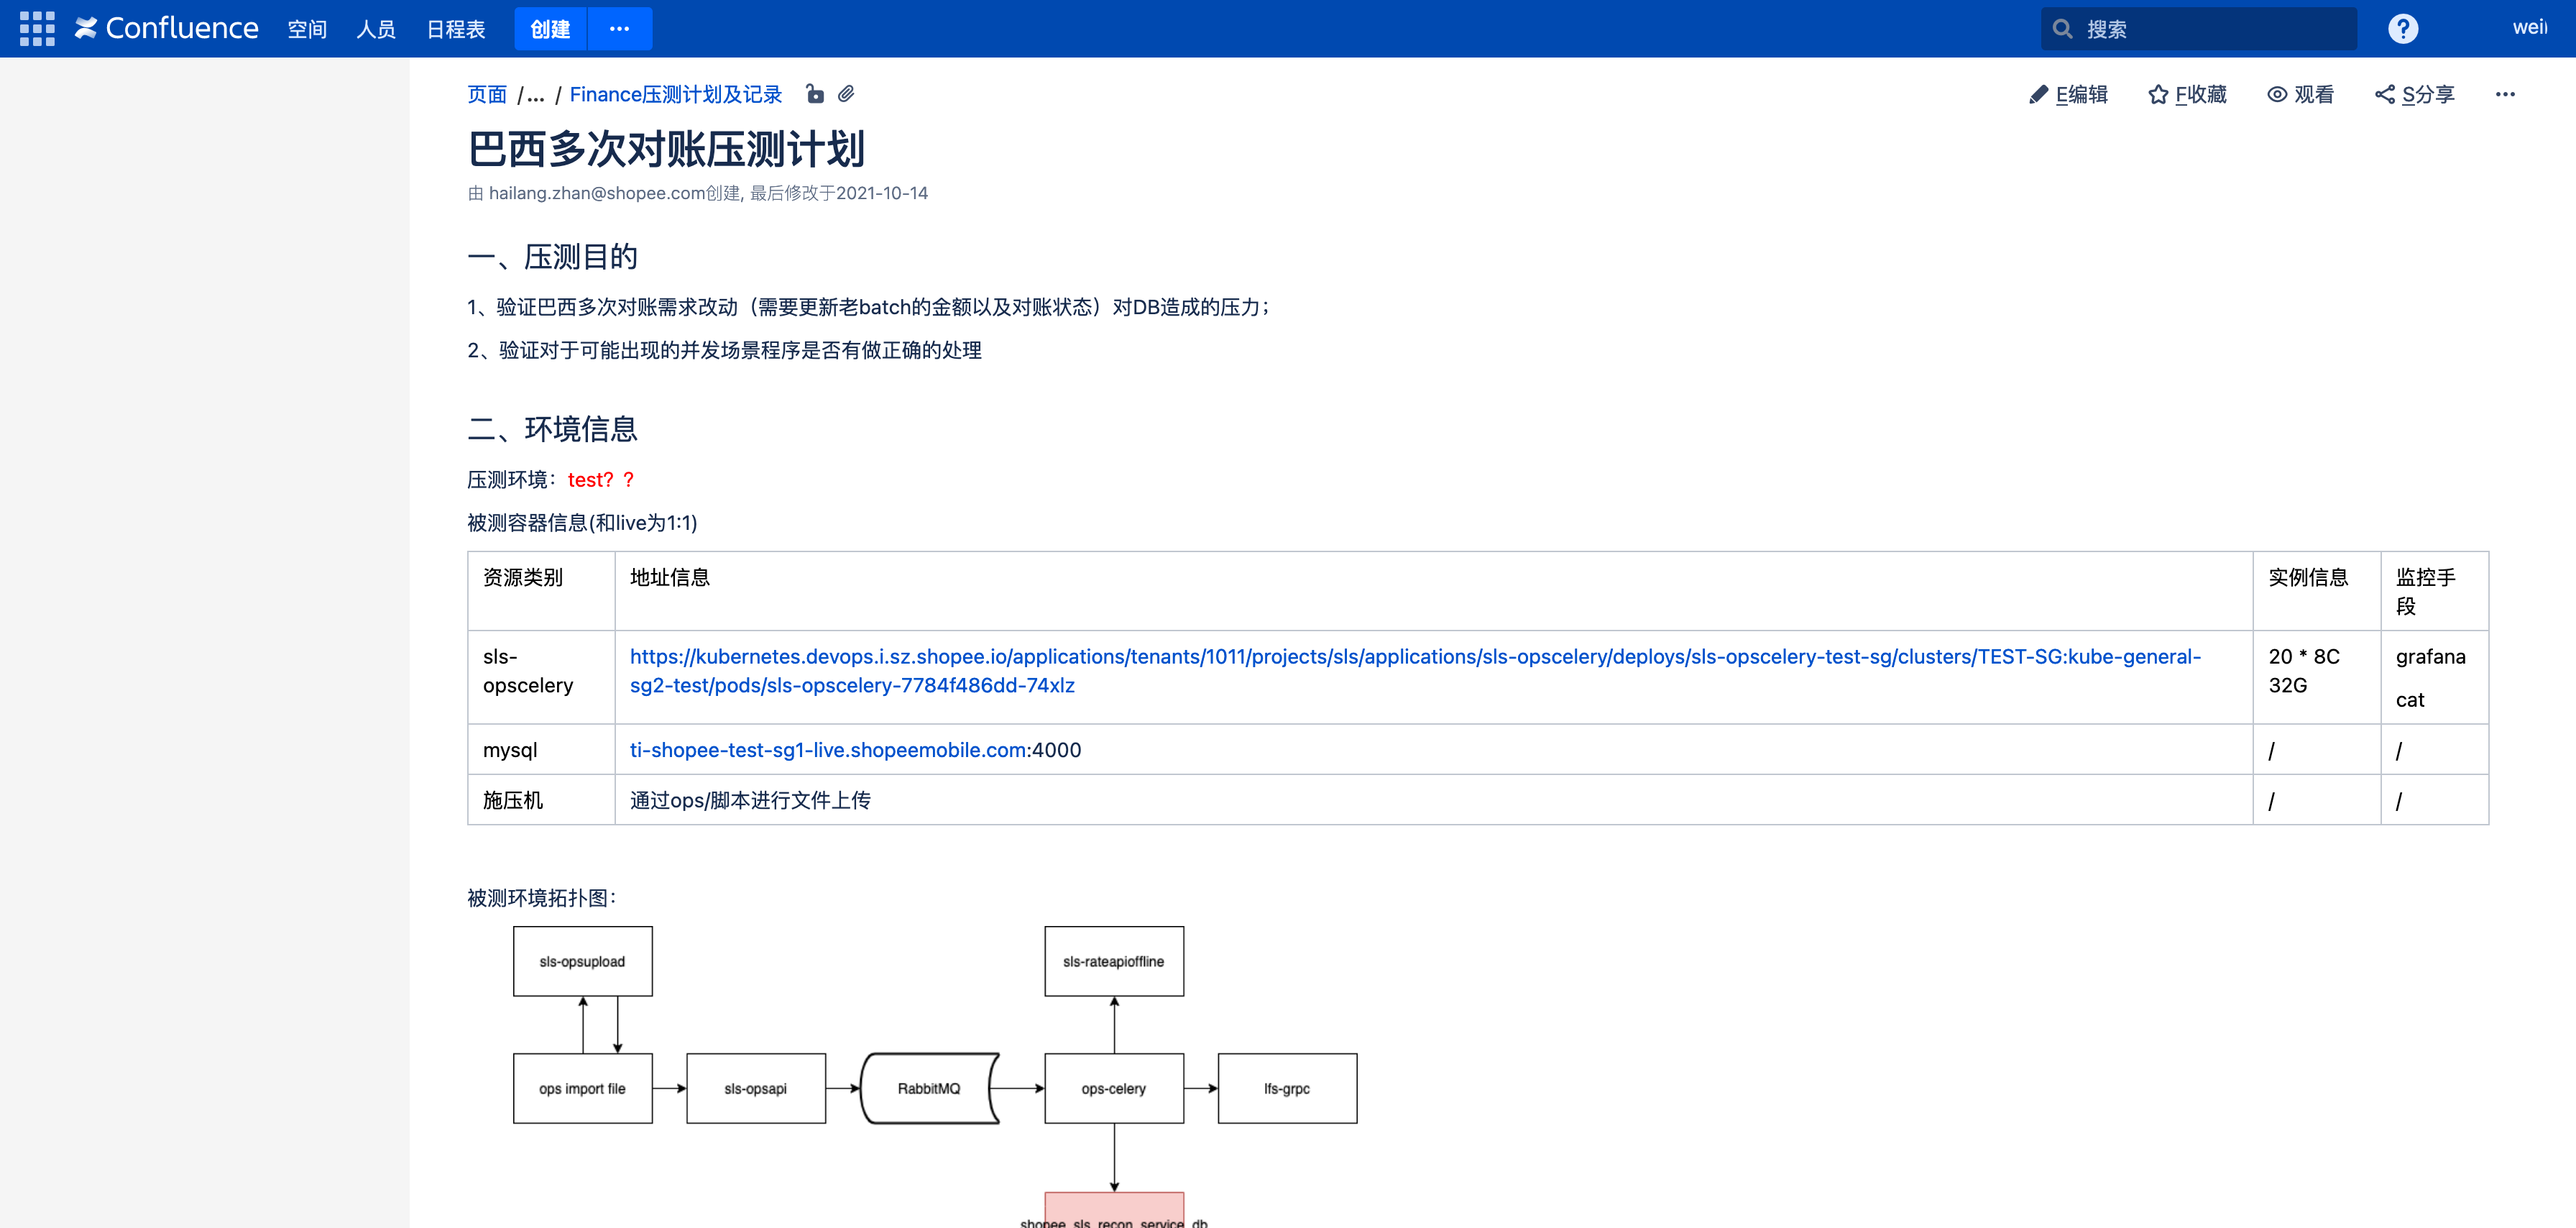 Confluence 空间 人员 日程表 创建 ··· 搜索 ? wei
页面 /... / Finance压测计划及记录 E编辑 F收藏 观看 S分享 ···
巴西多次对账压测计划
由 hailang.zhan@shopee.com创建, 最后修改于2021-10-14
一、压测目的
1、验证巴西多次对账需求改动（需要更新老batch的金额以及对账状态）对DB造成的压力；
2、验证对于可能出现的并发场景程序是否有做正确的处理
二、环境信息
压测环境：test？？
被测容器信息(和live为1:1)
资源类别 地址信息 实例信息 监控手
段
sls- https://kubernetes.devops.i.sz.shopee.io/applications/tenants/1011/projects/sls/applications/sls-opscelery/deploys/sls-opscelery-test-sg/clusters/TEST-SG:kube-general- 20 * 8C grafana
opscelery sg2-test/pods/sls-opscelery-7784f486dd-74xlz 32G
cat
mysql ti-shopee-test-sg1-live.shopeemobile.com:4000 / /
施压机 通过ops/脚本进行文件上传 / /
被测环境拓扑图：
sls-opsupload sls-rateapioffline
ops import file sls-opsapi RabbitMQ ops-celery lfs-grpc
shopee_sls_recon_service_db